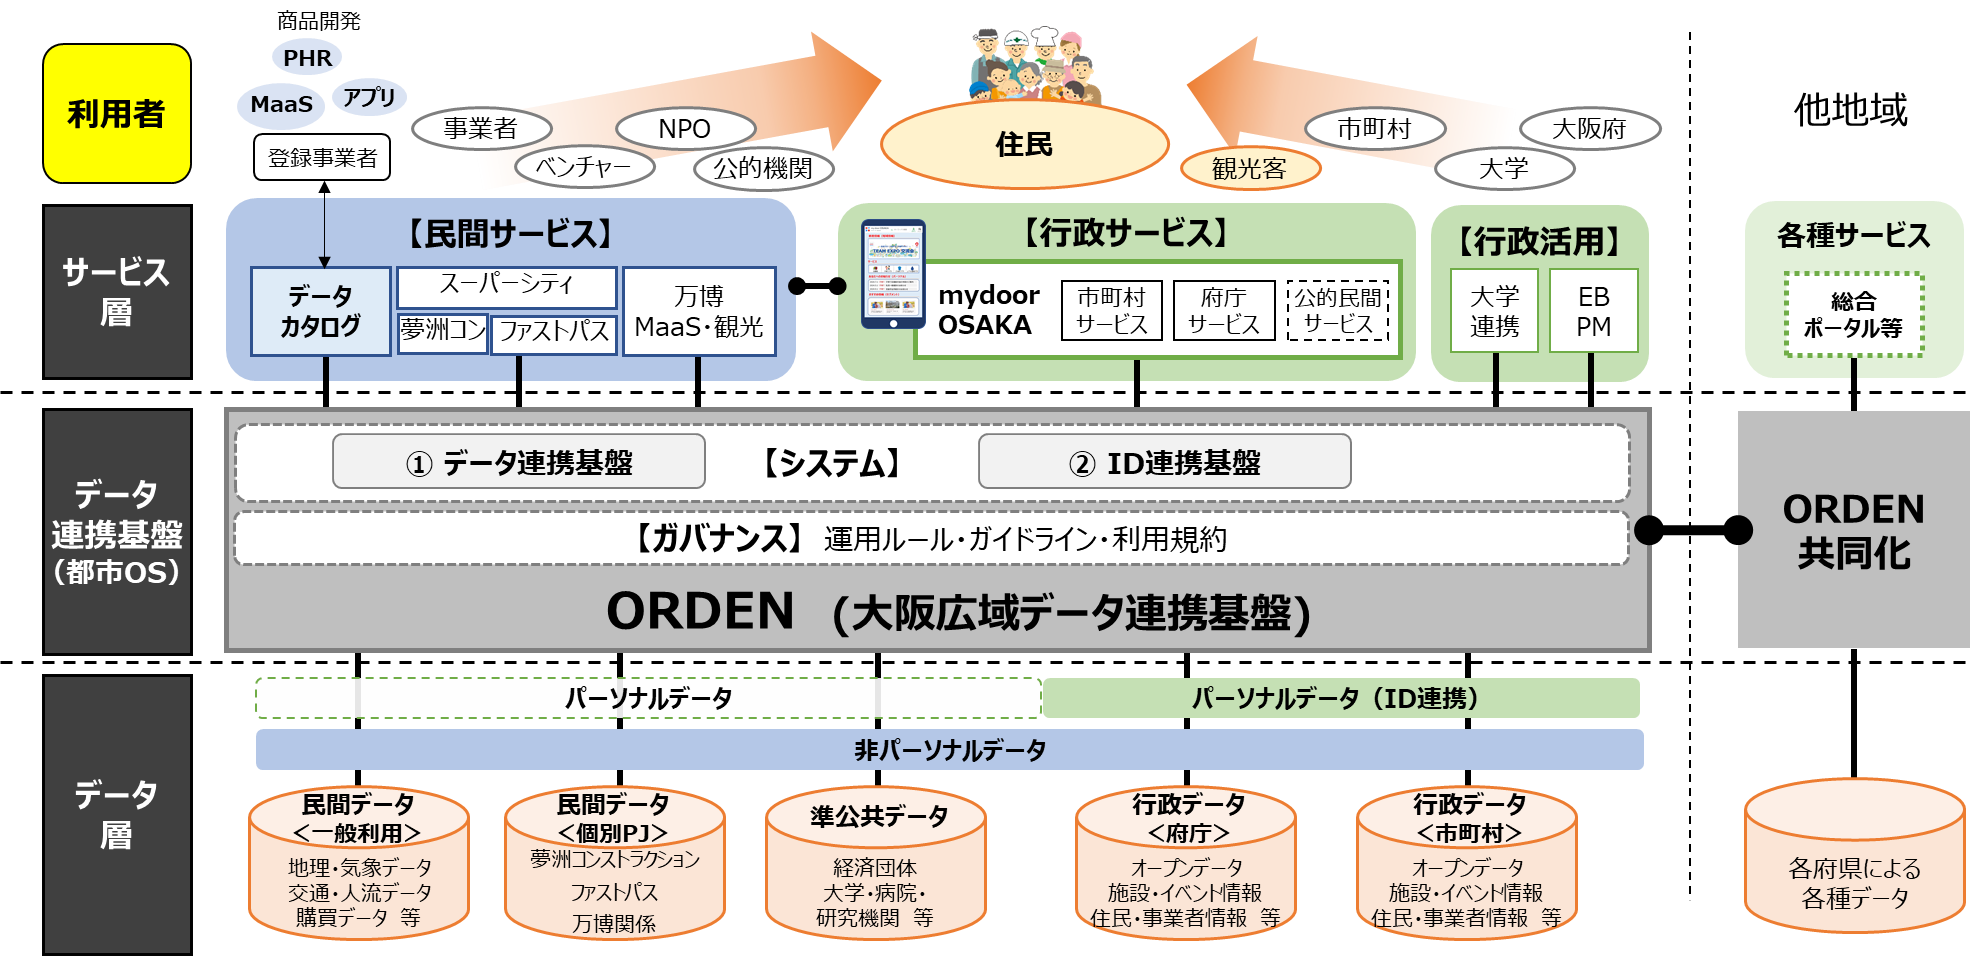 商品開発
PHR
MaaS
アプリ
登録事業者
利用者
事業者
ベンチャー
NPO
公的機関
住民
観光客
市町村
大学
大阪府
他地域
サービス
層
【民間サービス】
データ
カタログ
スーパーシティ
夢洲コン
ファストパス
万博
MaaS・観光
【行政サービス】
mydoor
OSAKA
市町村
サービス
府庁
サービス
公的民間
サービス
【行政活用】
大学
連携
EB
PM
各種サービス
総合
ポータル等
データ
連携基盤
（都市OS）
① データ連携基盤
【システム】
② ID連携基盤
【ガバナンス】運用ルール・ガイドライン・利用規約
ORDEN (大阪広域データ連携基盤)
ORDEN
共同化
データ
層
パーソナルデータ
パーソナルデータ（ID連携）
非パーソナルデータ
民間データ
＜一般利用＞
地理・気象データ
交通・人流データ
購買データ 等
民間データ
＜個別PJ＞
夢洲コンストラクション
ファストパス
万博関係
準公共データ
経済団体
大学・病院・
研究機関 等
行政データ
＜府庁＞
オープンデータ
施設・イベント情報
住民・事業者情報 等
行政データ
＜市町村＞
オープンデータ
施設・イベント情報
住民・事業者情報 等
各府県による
各種データ